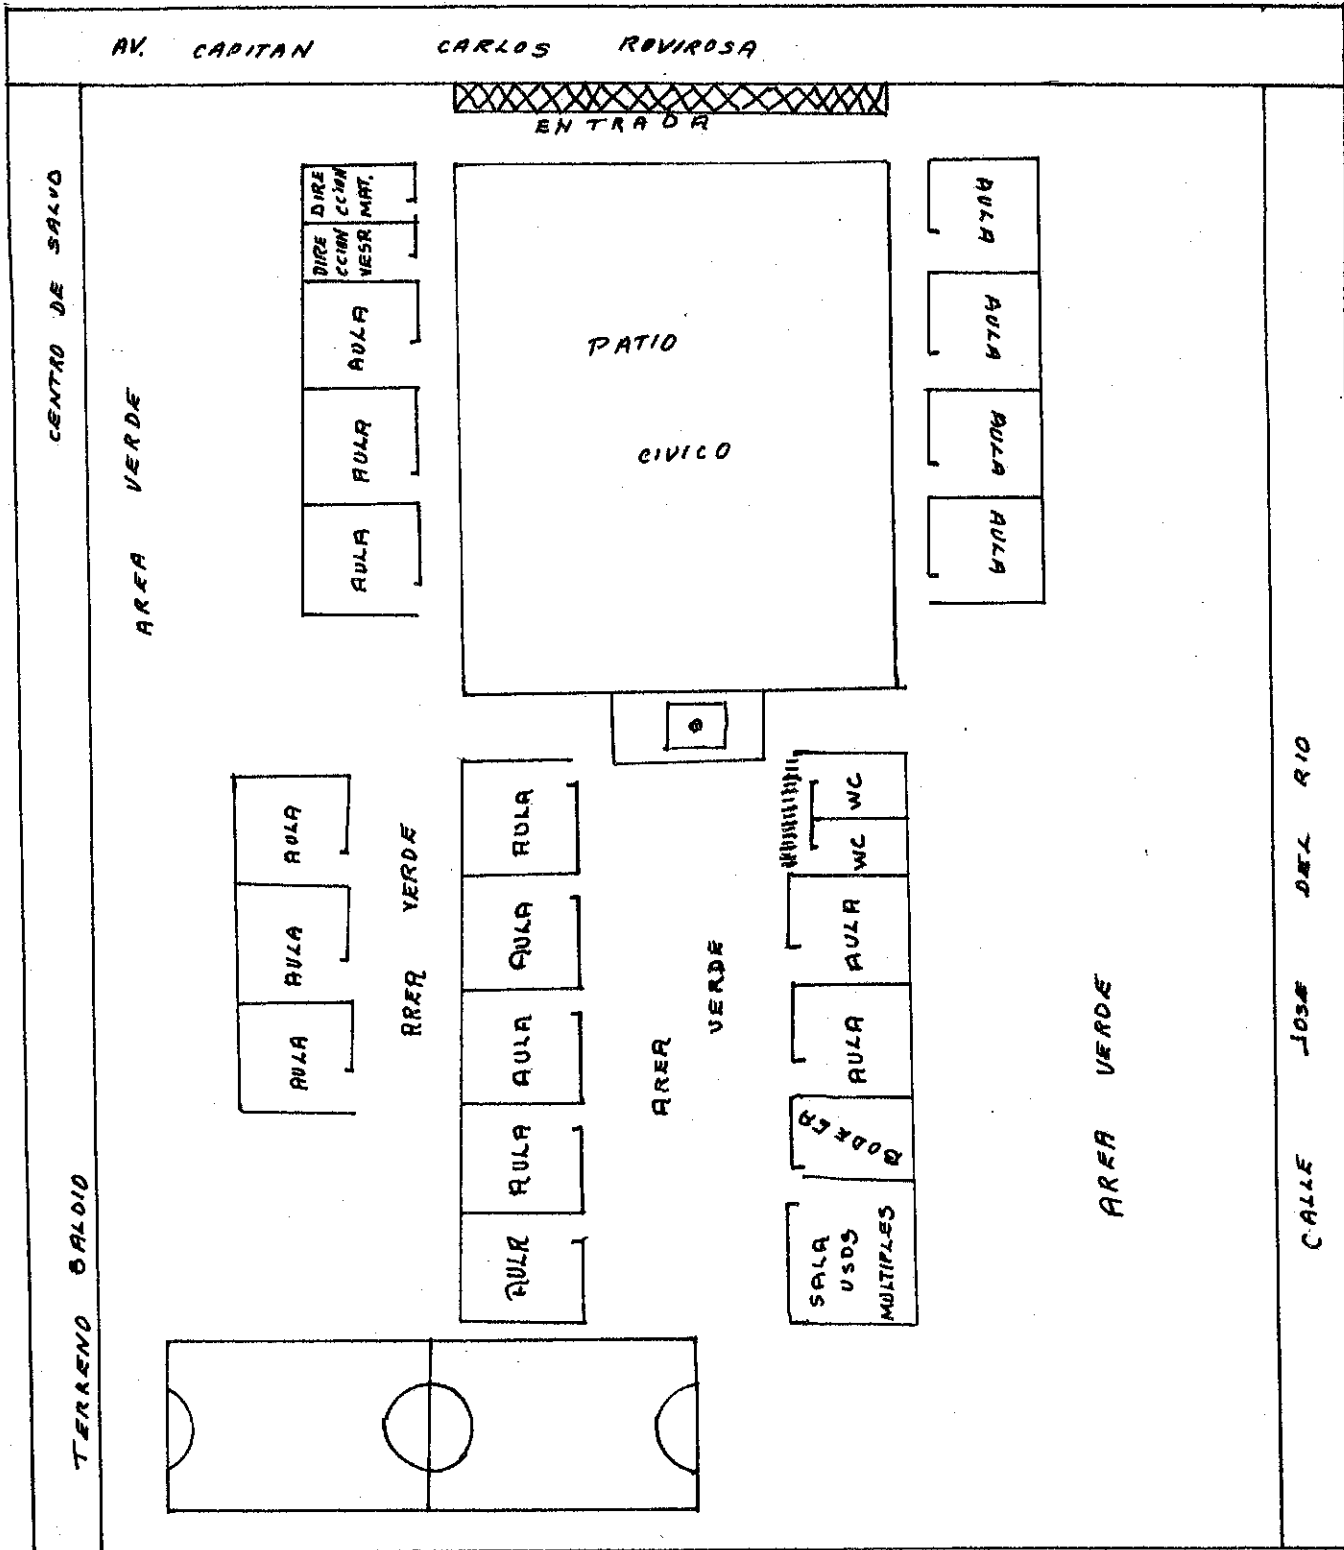 AV. CAPITAN CARLOS ROVIROSA
ENTRADA
CENTRO DE SALUD
TERRENO BALDIO
AREA VERDE
DIRE
CCION
MAT.
DIRE
CCION
VESR
AULA
AULA
AULA
PATIO
CIVICO
AULA
AULA
AULA
AULA
AULA
AULA
AULA
AREA VERDE
AULA
AULA
AULA
AULA
AULA
AREA
VERDE
WC
WC
AULA
AULA
BODEGA
SALA
USOS
MULTIPLES
AREA VERDE
CALLE JOSE DEL RIO